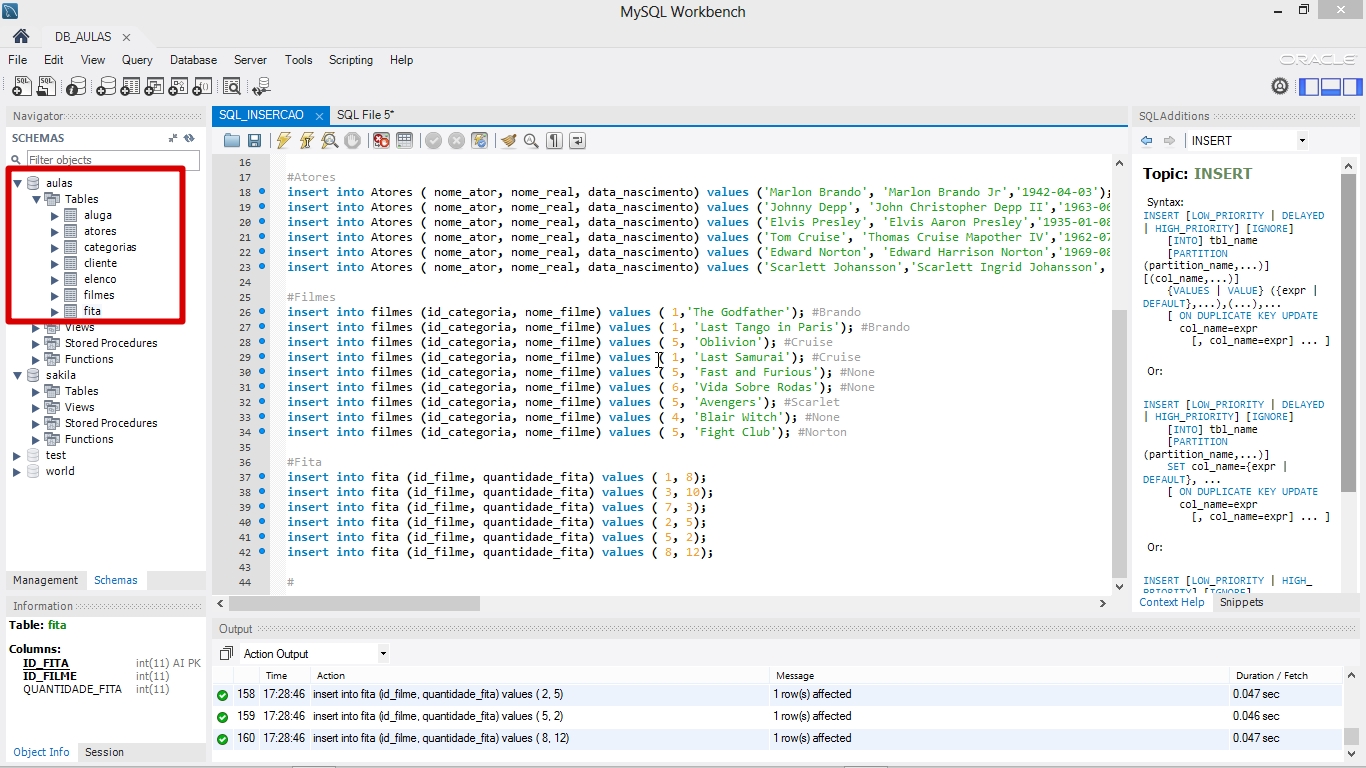 MySQL Workbench
DB_AULAS
File Edit View Query Database Server Tools Scripting Help
ORACLE
Navigator
SCHEMAS
Filter objects
aulas
Tables
aluga
atores
categorias
cliente
elenco
filmes
fita
Views
Stored Procedures
Functions
sakila
Tables
Views
Stored Procedures
Functions
test
world
Management Schemas
Information
Table: fita
Columns:
ID_FITA int(11) AI PK
ID_FILME int(11)
QUANTIDADE_FITA int(11)
Object Info Session
SQL_INSERCAO SQL File 5*
16
17 #Atores
18 insert into Atores ( nome_ator, nome_real, data_nascimento) values ('Marlon Brando', 'Marlon Brando Jr','1942-04-03');
19 insert into Atores ( nome_ator, nome_real, data_nascimento) values ('Johnny Depp', 'John Christopher Depp II','1963-06
20 insert into Atores ( nome_ator, nome_real, data_nascimento) values ('Elvis Presley', 'Elvis Aaron Presley','1935-01-08
21 insert into Atores ( nome_ator, nome_real, data_nascimento) values ('Tom Cruise', 'Thomas Cruise Mapother IV','1962-07
22 insert into Atores ( nome_ator, nome_real, data_nascimento) values ('Edward Norton', 'Edward Harrison Norton','1969-08
23 insert into Atores ( nome_ator, nome_real, data_nascimento) values ('Scarlett Johansson','Scarlett Ingrid Johansson',
24
25 #Filmes
26 insert into filmes (id_categoria, nome_filme) values ( 1,'The Godfather'); #Brando
27 insert into filmes (id_categoria, nome_filme) values ( 1, 'Last Tango in Paris'); #Brando
28 insert into filmes (id_categoria, nome_filme) values ( 5, 'Oblivion'); #Cruise
29 insert into filmes (id_categoria, nome_filme) values ( 1, 'Last Samurai'); #Cruise
30 insert into filmes (id_categoria, nome_filme) values ( 5, 'Fast and Furious'); #None
31 insert into filmes (id_categoria, nome_filme) values ( 6, 'Vida Sobre Rodas'); #None
32 insert into filmes (id_categoria, nome_filme) values ( 5, 'Avengers'); #Scarlet
33 insert into filmes (id_categoria, nome_filme) values ( 4, 'Blair Witch'); #None
34 insert into filmes (id_categoria, nome_filme) values ( 5, 'Fight Club'); #Norton
35
36 #Fita
37 insert into fita (id_filme, quantidade_fita) values ( 1, 8);
38 insert into fita (id_filme, quantidade_fita) values ( 3, 10);
39 insert into fita (id_filme, quantidade_fita) values ( 7, 3);
40 insert into fita (id_filme, quantidade_fita) values ( 2, 5);
41 insert into fita (id_filme, quantidade_fita) values ( 5, 2);
42 insert into fita (id_filme, quantidade_fita) values ( 8, 12);
43
44 #
Output
Action Output
Time Action Message Duration / Fetch
158 17:28:46 insert into fita (id_filme, quantidade_fita) values ( 2, 5) 1 row(s) affected 0.047 sec
159 17:28:46 insert into fita (id_filme, quantidade_fita) values ( 5, 2) 1 row(s) affected 0.046 sec
160 17:28:46 insert into fita (id_filme, quantidade_fita) values ( 8, 12) 1 row(s) affected 0.047 sec
SQLAdditions
INSERT
Topic: INSERT
Syntax:
INSERT [LOW_PRIORITY | DELAYED
| HIGH_PRIORITY] [IGNORE]
[INTO] tbl_name
[PARTITION
(partition_name,...)]
[(col_name,...)]
{VALUES | VALUE} ({expr |
DEFAULT},...),(...),...
[ ON DUPLICATE KEY UPDATE
col_name=expr
[, col_name=expr] ... ]
Or:
INSERT [LOW_PRIORITY | DELAYED
| HIGH_PRIORITY] [IGNORE]
[INTO] tbl_name
[PARTITION
(partition_name,...)]
SET col_name={expr |
DEFAULT}, ...
[ ON DUPLICATE KEY UPDATE
col_name=expr
[, col_name=expr] ... ]
Or:
INSERT [LOW_PRIORITY | HIGH_
PRIORITY] [IGNORE]
Context Help Snippets